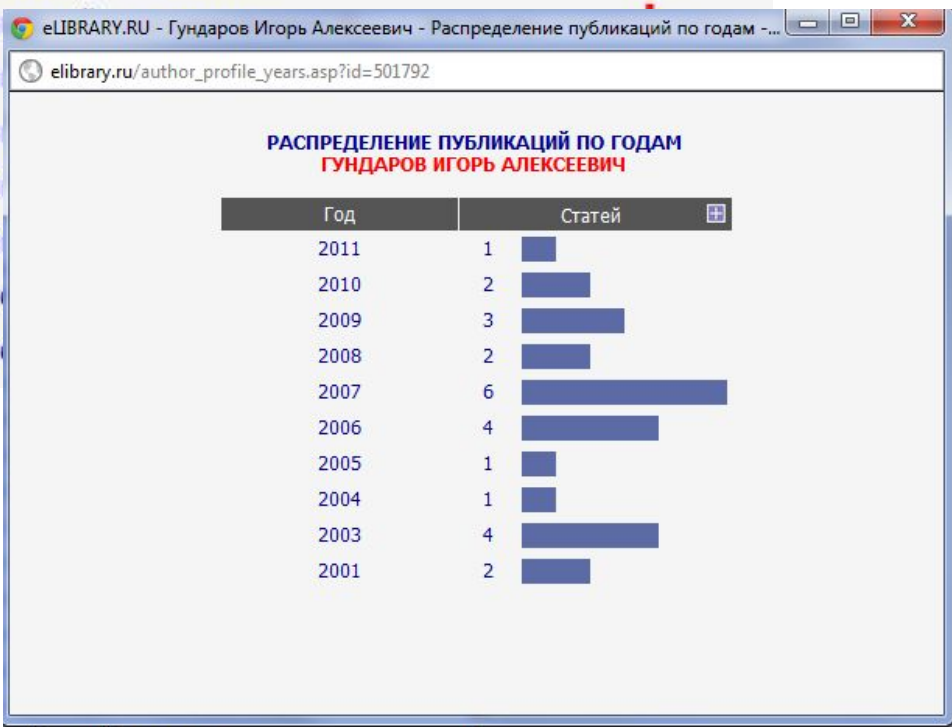 eLIBRARY.RU - Гундаров Игорь Алексеевич - Распределение публикаций по годам -...
elibrary.ru/author_profile_years.asp?id=501792
РАСПРЕДЕЛЕНИЕ ПУБЛИКАЦИЙ ПО ГОДАМ
ГУНДАРОВ ИГОРЬ АЛЕКСЕЕВИЧ
Год Статей
2011 1
2010 2
2009 3
2008 2
2007 6
2006 4
2005 1
2004 1
2003 4
2001 2